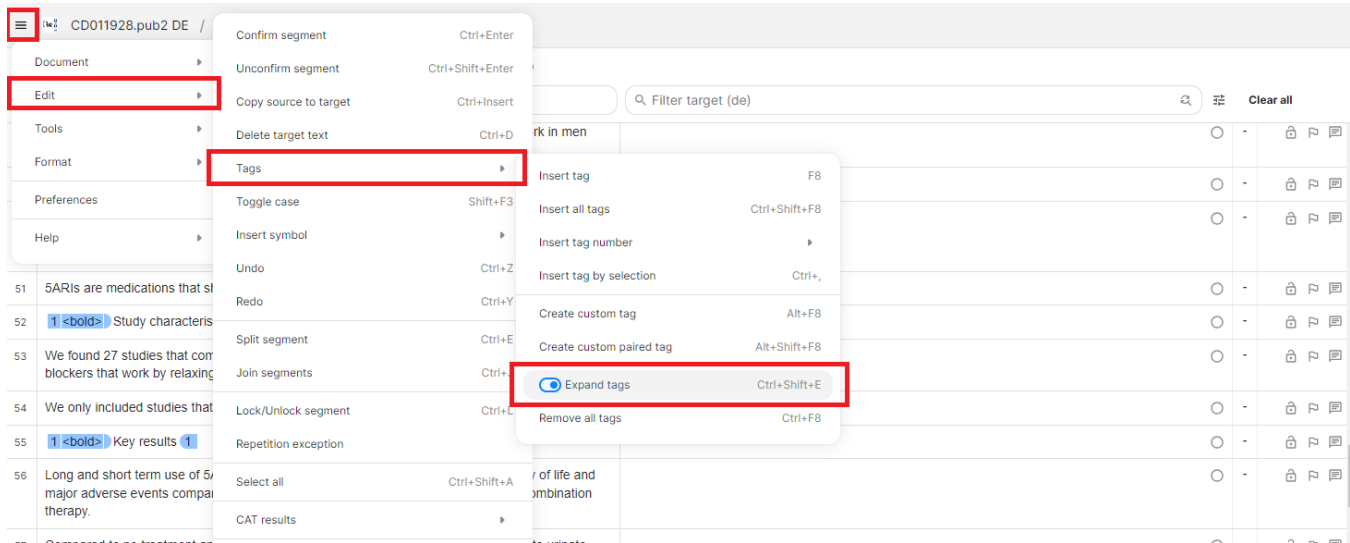 CD011928.pub2 DE /
Document
Edit
Tools
Format
Preferences
Help
Confirm segment Ctrl+Enter
Unconfirm segment Ctrl+Shift+Enter
Copy source to target Ctrl+Insert
Delete target text Ctrl+D
Tags
Toggle case Shift+F3
Insert symbol
Undo Ctrl+Z
Redo Ctrl+Y
Split segment Ctrl+E
Join segments Ctrl+J
Lock/Unlock segment Ctrl+L
Repetition exception
Select all Ctrl+Shift+A
CAT results
Insert tag F8
Insert all tags Ctrl+Shift+F8
Insert tag number
Insert tag by selection Ctrl+,
Create custom tag Alt+F8
Create custom paired tag Alt+Shift+F8
Expand tags Ctrl+Shift+E
Remove all tags Ctrl+F8
Filter target (de)
Clear all
rk in men
-
-
-
51 5ARIs are medications that sh -
52 1 <bold> Study characteris -
53 We found 27 studies that com -
blockers that work by relaxing
54 We only included studies that -
55 1 <bold> Key results 1 -
56 Long and short term use of 5A y of life and -
major adverse events compar ombination
therapy.